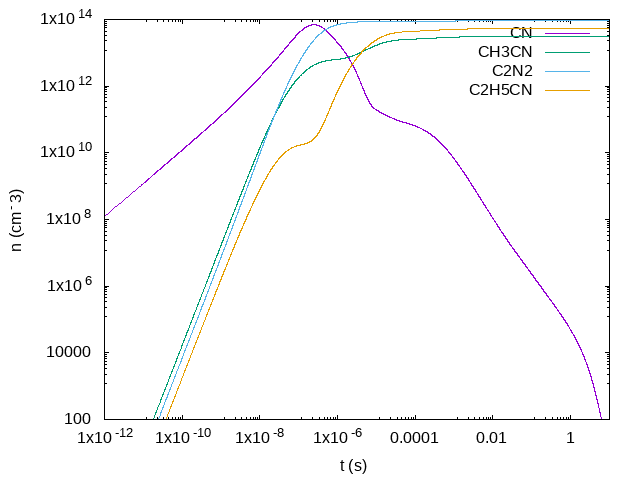 1x10^14
1x10^12
1x10^10
1x10^8
1x10^6
10000
100
n (cm^-3)
CN
CH3CN
C2N2
C2H5CN
1x10^-12 1x10^-10 1x10^-8 1x10^-6 0.0001 0.01 1
t (s)